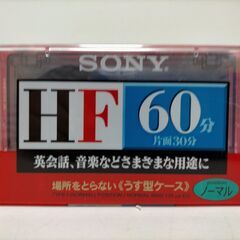 SONY
HF
60分
片面30分
英会話、音楽などさまざまな用途に
場所をとらない《うす型ケース》
ノーマル